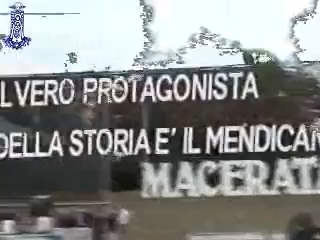 L VERO PROTAGONISTA
DELLA STORIA E' IL MENDICAN
MACERATA